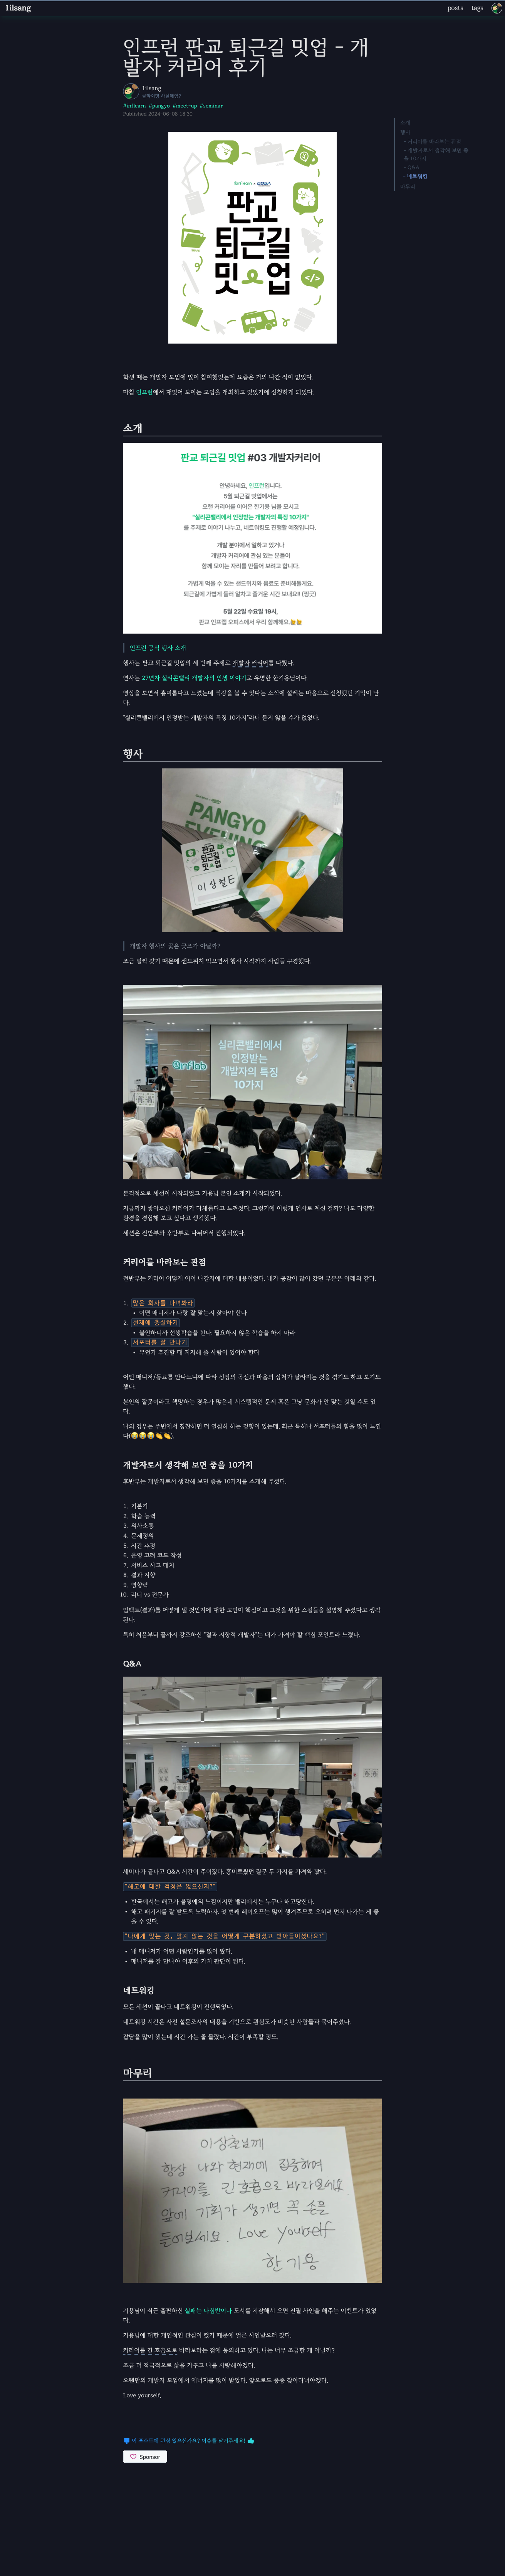 1ilsang
posts
tags
인프런 판교 퇴근길 밋업 - 개
발자 커리어 후기
1ilsang
클라이밍 하실래염?
#inflearn #pangyo #meet-up #seminar
Published 2024-06-08 18:30
소개
행사
- 커리어를 바라보는 관점
- 개발자로서 생각해 보면 좋
을 10가지
- Q&A
- 네트워킹
마무리
판교
퇴근길
밋업
</>
학생 때는 개발자 모임에 많이 참여했었는데 요즘은 거의 나간 적이 없었다.
마침 인프런에서 재밌어 보이는 모임을 개최하고 있었기에 신청하게 되었다.
소개
판교 퇴근길 밋업 #03 개발자커리어
안녕하세요, 인프런입니다.
5월 퇴근길 밋업에서는
오랜 커리어를 이어온 한기용 님을 모시고
"실리콘밸리에서 인정받는 개발자의 특징 10가지"
를 주제로 이야기 나누고, 네트워킹도 진행할 예정입니다.
개발 분야에서 일하고 있거나
개발자 커리어에 관심 있는 분들이
함께 모이는 자리를 만들어 보려고 합니다.
가볍게 먹을 수 있는 샌드위치와 음료도 준비해둘게요.
퇴근길에 가볍게 들러 알차고 즐거운 시간 보내요!! (찡긋)
5월 22일 수요일 19시,
판교 인프랩 오피스에서 우리 함께해요.🙋🙋
인프런 공식 행사 소개
행사는 판교 퇴근길 밋업의 세 번째 주제로 개발자 커리어를 다뤘다.
연사는 27년차 실리콘밸리 개발자의 인생 이야기로 유명한 한기용님이다.
영상을 보면서 흥미롭다고 느꼈는데 직강을 볼 수 있다는 소식에 설레는 마음으로 신청했던 기억이 난
다.
"실리콘밸리에서 인정받는 개발자의 특징 10가지"라니 듣지 않을 수가 없었다.
행사
PANGYO
EVENING
판교
퇴근길
밋업
이상철E
개발자 행사의 꽃은 굿즈가 아닐까?
조금 일찍 갔기 때문에 샌드위치 먹으면서 행사 시작까지 사람들 구경했다.
inflab
실리콘밸리에서
인정받는
개발자의 특징
10가지
본격적으로 세션이 시작되었고 기용님 본인 소개가 시작되었다.
지금까지 쌓아오신 커리어가 다채롭다고 느껴졌다. 그렇기에 이렇게 연사로 계신 걸까? 나도 다양한
환경을 경험해 보고 싶다고 생각했다.
세션은 전반부와 후반부로 나뉘어서 진행되었다.
커리어를 바라보는 관점
전반부는 커리어 어떻게 이어 나갈지에 대한 내용이었다. 내가 공감이 많이 갔던 부분은 아래와 같다.
1. 많은 회사를 다녀봐라
• 어떤 매니저가 나랑 잘 맞는지 찾아야 한다
2. 현재에 충실하기
• 불안하니까 선행학습을 한다. 필요하지 않은 학습을 하지 마라
3. 서포터를 잘 만나기
• 무언가 추진할 때 지지해 줄 사람이 있어야 한다
어떤 매니저/동료를 만나느냐에 따라 성장의 곡선과 마음의 상처가 달라지는 것을 겪기도 하고 보기도
했다.
본인의 잘못이라고 책망하는 경우가 많은데 시스템적인 문제 혹은 그냥 문화가 안 맞는 것일 수도 있
다.
나의 경우는 주변에서 칭찬하면 더 열심히 하는 경향이 있는데, 최근 특히나 서포터들의 힘을 많이 느낀
다(😂😂😂👏👏).
개발자로서 생각해 보면 좋을 10가지
후반부는 개발자로서 생각해 보면 좋을 10가지를 소개해 주셨다.
1. 기본기
2. 학습 능력
3. 의사소통
4. 문제정의
5. 시간 추정
6. 운영 고려 코드 작성
7. 서비스 사고 대처
8. 결과 지향
9. 영향력
10. 리더 vs 전문가
임팩트(결과)를 어떻게 낼 것인지에 대한 고민이 핵심이고 그것을 위한 스킬들을 설명해 주셨다고 생각
된다.
특히 처음부터 끝까지 강조하신 "결과 지향적 개발자"는 내가 가져야 할 핵심 포인트라 느꼈다.
Q&A
inflab
세미나가 끝나고 Q&A 시간이 주어졌다. 흥미로웠던 질문 두 가지를 가져와 봤다.
"해고에 대한 걱정은 없으신지?"
• 한국에서는 해고가 불명예의 느낌이지만 밸리에서는 누구나 해고당한다.
• 해고 패키지를 잘 받도록 노력하자. 첫 번째 레이오프는 많이 챙겨주므로 오히려 먼저 나가는 게 좋
을 수 있다.
"나에게 맞는 것, 맞지 않는 것을 어떻게 구분하셨고 받아들이셨나요?"
• 내 매니저가 어떤 사람인가를 많이 봤다.
• 매니저를 잘 만나야 이후의 가치 판단이 된다.
네트워킹
모든 세션이 끝나고 네트워킹이 진행되었다.
네트워킹 시간은 사전 설문조사의 내용을 기반으로 관심도가 비슷한 사람들과 묶어주셨다.
잡담을 많이 했는데 시간 가는 줄 몰랐다. 시간이 부족할 정도.
마무리
이상철님께
항상 나와 현재에 집중하며
커리어를 긴 호흡으로 바라보세요
앞에 기회가 생기면 꼭 손을
들어보세요. Love yourself
한기용
기용님이 최근 출판하신 실패는 나침반이다 도서를 지참해서 오면 친필 사인을 해주는 이벤트가 있었
다.
기용님에 대한 개인적인 관심이 컸기 때문에 얼른 사인받으러 갔다.
커리어를 긴 호흡으로 바라보라는 점에 동의하고 있다. 나는 너무 조급한 게 아닐까?
조금 더 적극적으로 삶을 가꾸고 나를 사랑해야겠다.
오랜만의 개발자 모임에서 에너지를 많이 받았다. 앞으로도 종종 찾아다녀야겠다.
Love yourself.
이 포스트에 관심 있으신가요? 이슈를 남겨주세요!
Sponsor